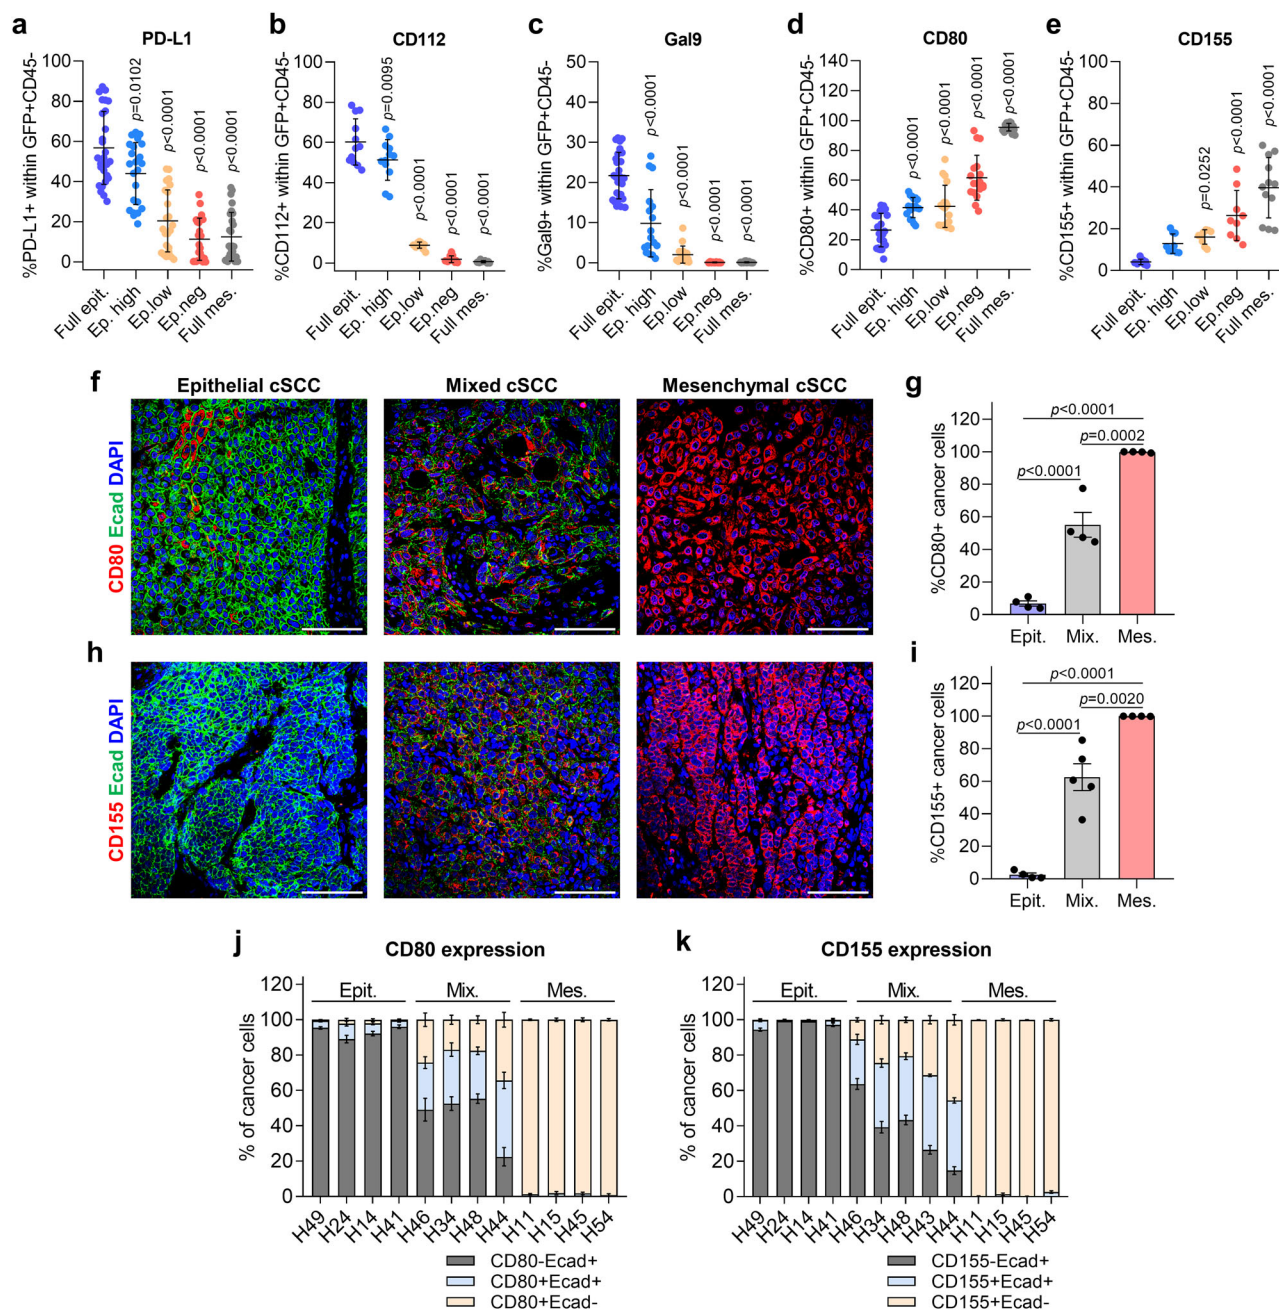 a
PD-L1
%PD-L1+ within GFP+CD45-
100
80
60
40
20
0
p=0.0102
p<0.0001
p<0.0001
p<0.0001
Full epit.
Ep. high
Ep.low
Ep.neg
Full mes.
b
CD112
%CD112+ within GFP+CD45-
100
80
60
40
20
0
p=0.0095
p<0.0001
p<0.0001
p<0.0001
Full epit.
Ep. high
Ep.low
Ep.neg
Full mes.
c
Gal9
%Gal9+ within GFP+CD45-
50
40
30
20
10
0
p<0.0001
p<0.0001
p<0.0001
p<0.0001
Full epit.
Ep. high
Ep.low
Ep.neg
Full mes.
d
CD80
%CD80+ within GFP+CD45-
140
120
100
80
60
40
20
0
p<0.0001
p<0.0001
p<0.0001
p<0.0001
Full epit.
Ep. high
Ep.low
Ep.neg
Full mes.
e
CD155
%CD155+ within GFP+CD45-
100
80
60
40
20
0
p=0.0252
p<0.0001
p<0.0001
Full epit.
Ep. high
Ep.low
Ep.neg
Full mes.
f
Epithelial cSCC
Mixed cSCC
Mesenchymal cSCC
CD80 Ecad DAPI
g
%CD80+ cancer cells
120
100
80
60
40
20
0
p<0.0001
p=0.0002
p<0.0001
Epit.
Mix.
Mes.
h
CD155 Ecad DAPI
i
%CD155+ cancer cells
120
100
80
60
40
20
0
p<0.0001
p=0.0020
p<0.0001
Epit.
Mix.
Mes.
j
CD80 expression
% of cancer cells
120
100
80
60
40
20
0
Epit.
Mix.
Mes.
H49
H24
H14
H41
H46
H34
H48
H44
H11
H15
H45
H54
CD80-Ecad+
CD80+Ecad+
CD80+Ecad-
k
CD155 expression
% of cancer cells
120
100
80
60
40
20
0
Epit.
Mix.
Mes.
H49
H24
H14
H41
H46
H34
H48
H43
H44
H11
H15
H45
H54
CD155-Ecad+
CD155+Ecad+
CD155+Ecad-